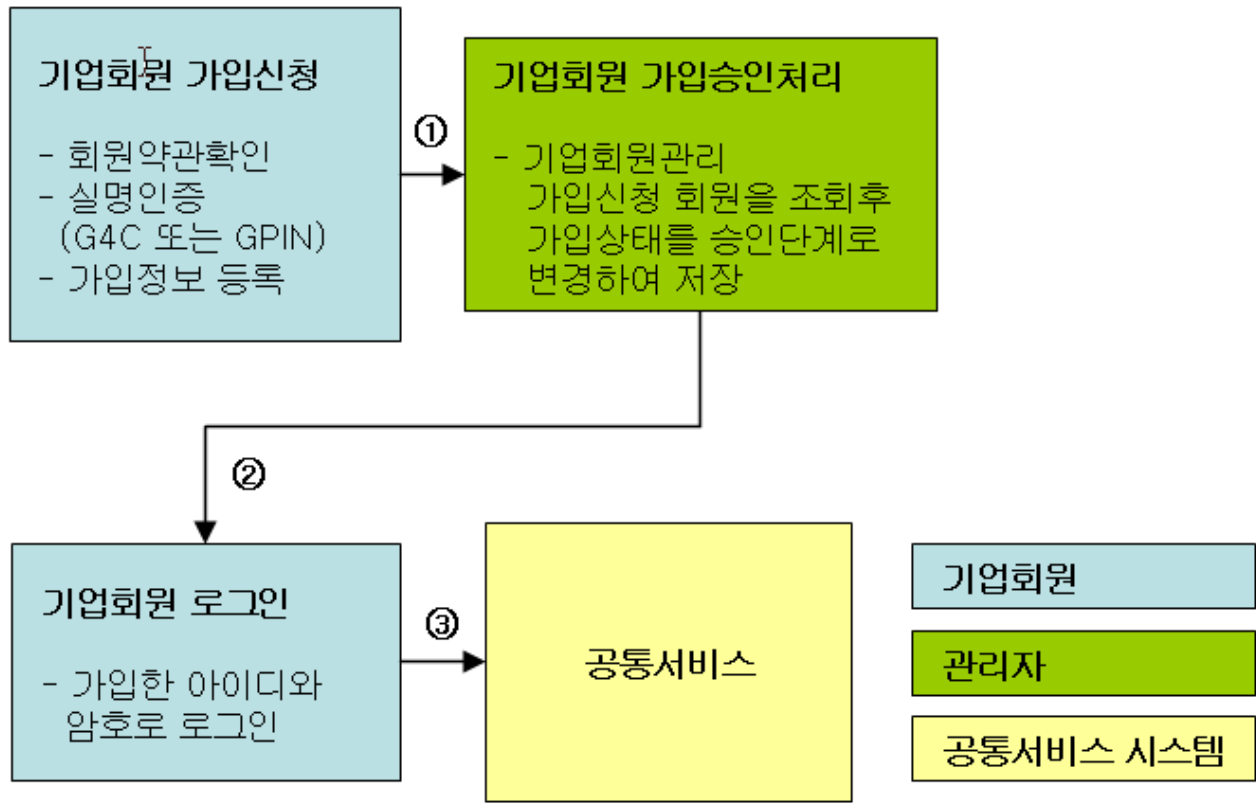 기업회원 가입신청
- 회원약관확인
- 실명인증
(G4C 또는 GPIN)
- 가입정보 등록
①
기업회원 가입승인처리
- 기업회원관리
가입신청 회원을 조회후
가입상태를 승인단계로
변경하여 저장
②
기업회원 로그인
- 가입한 아이디와
암호로 로그인
③
공통서비스
기업회원
관리자
공통서비스 시스템